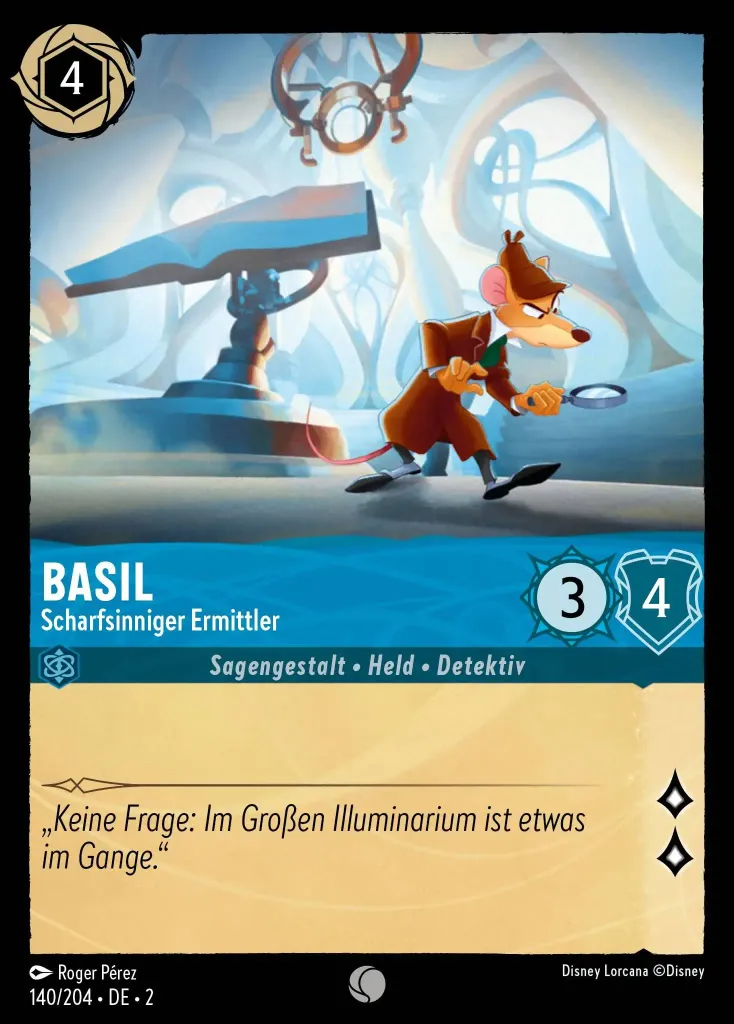 4
BASIL
Scharfsinniger Ermittler
3
4
Sagengestalt • Held • Detektiv
„Keine Frage: Im Großen Illuminarium ist etwas
im Gange.“
Roger Pérez
140/204 • DE • 2
Disney Lorcana ©Disney